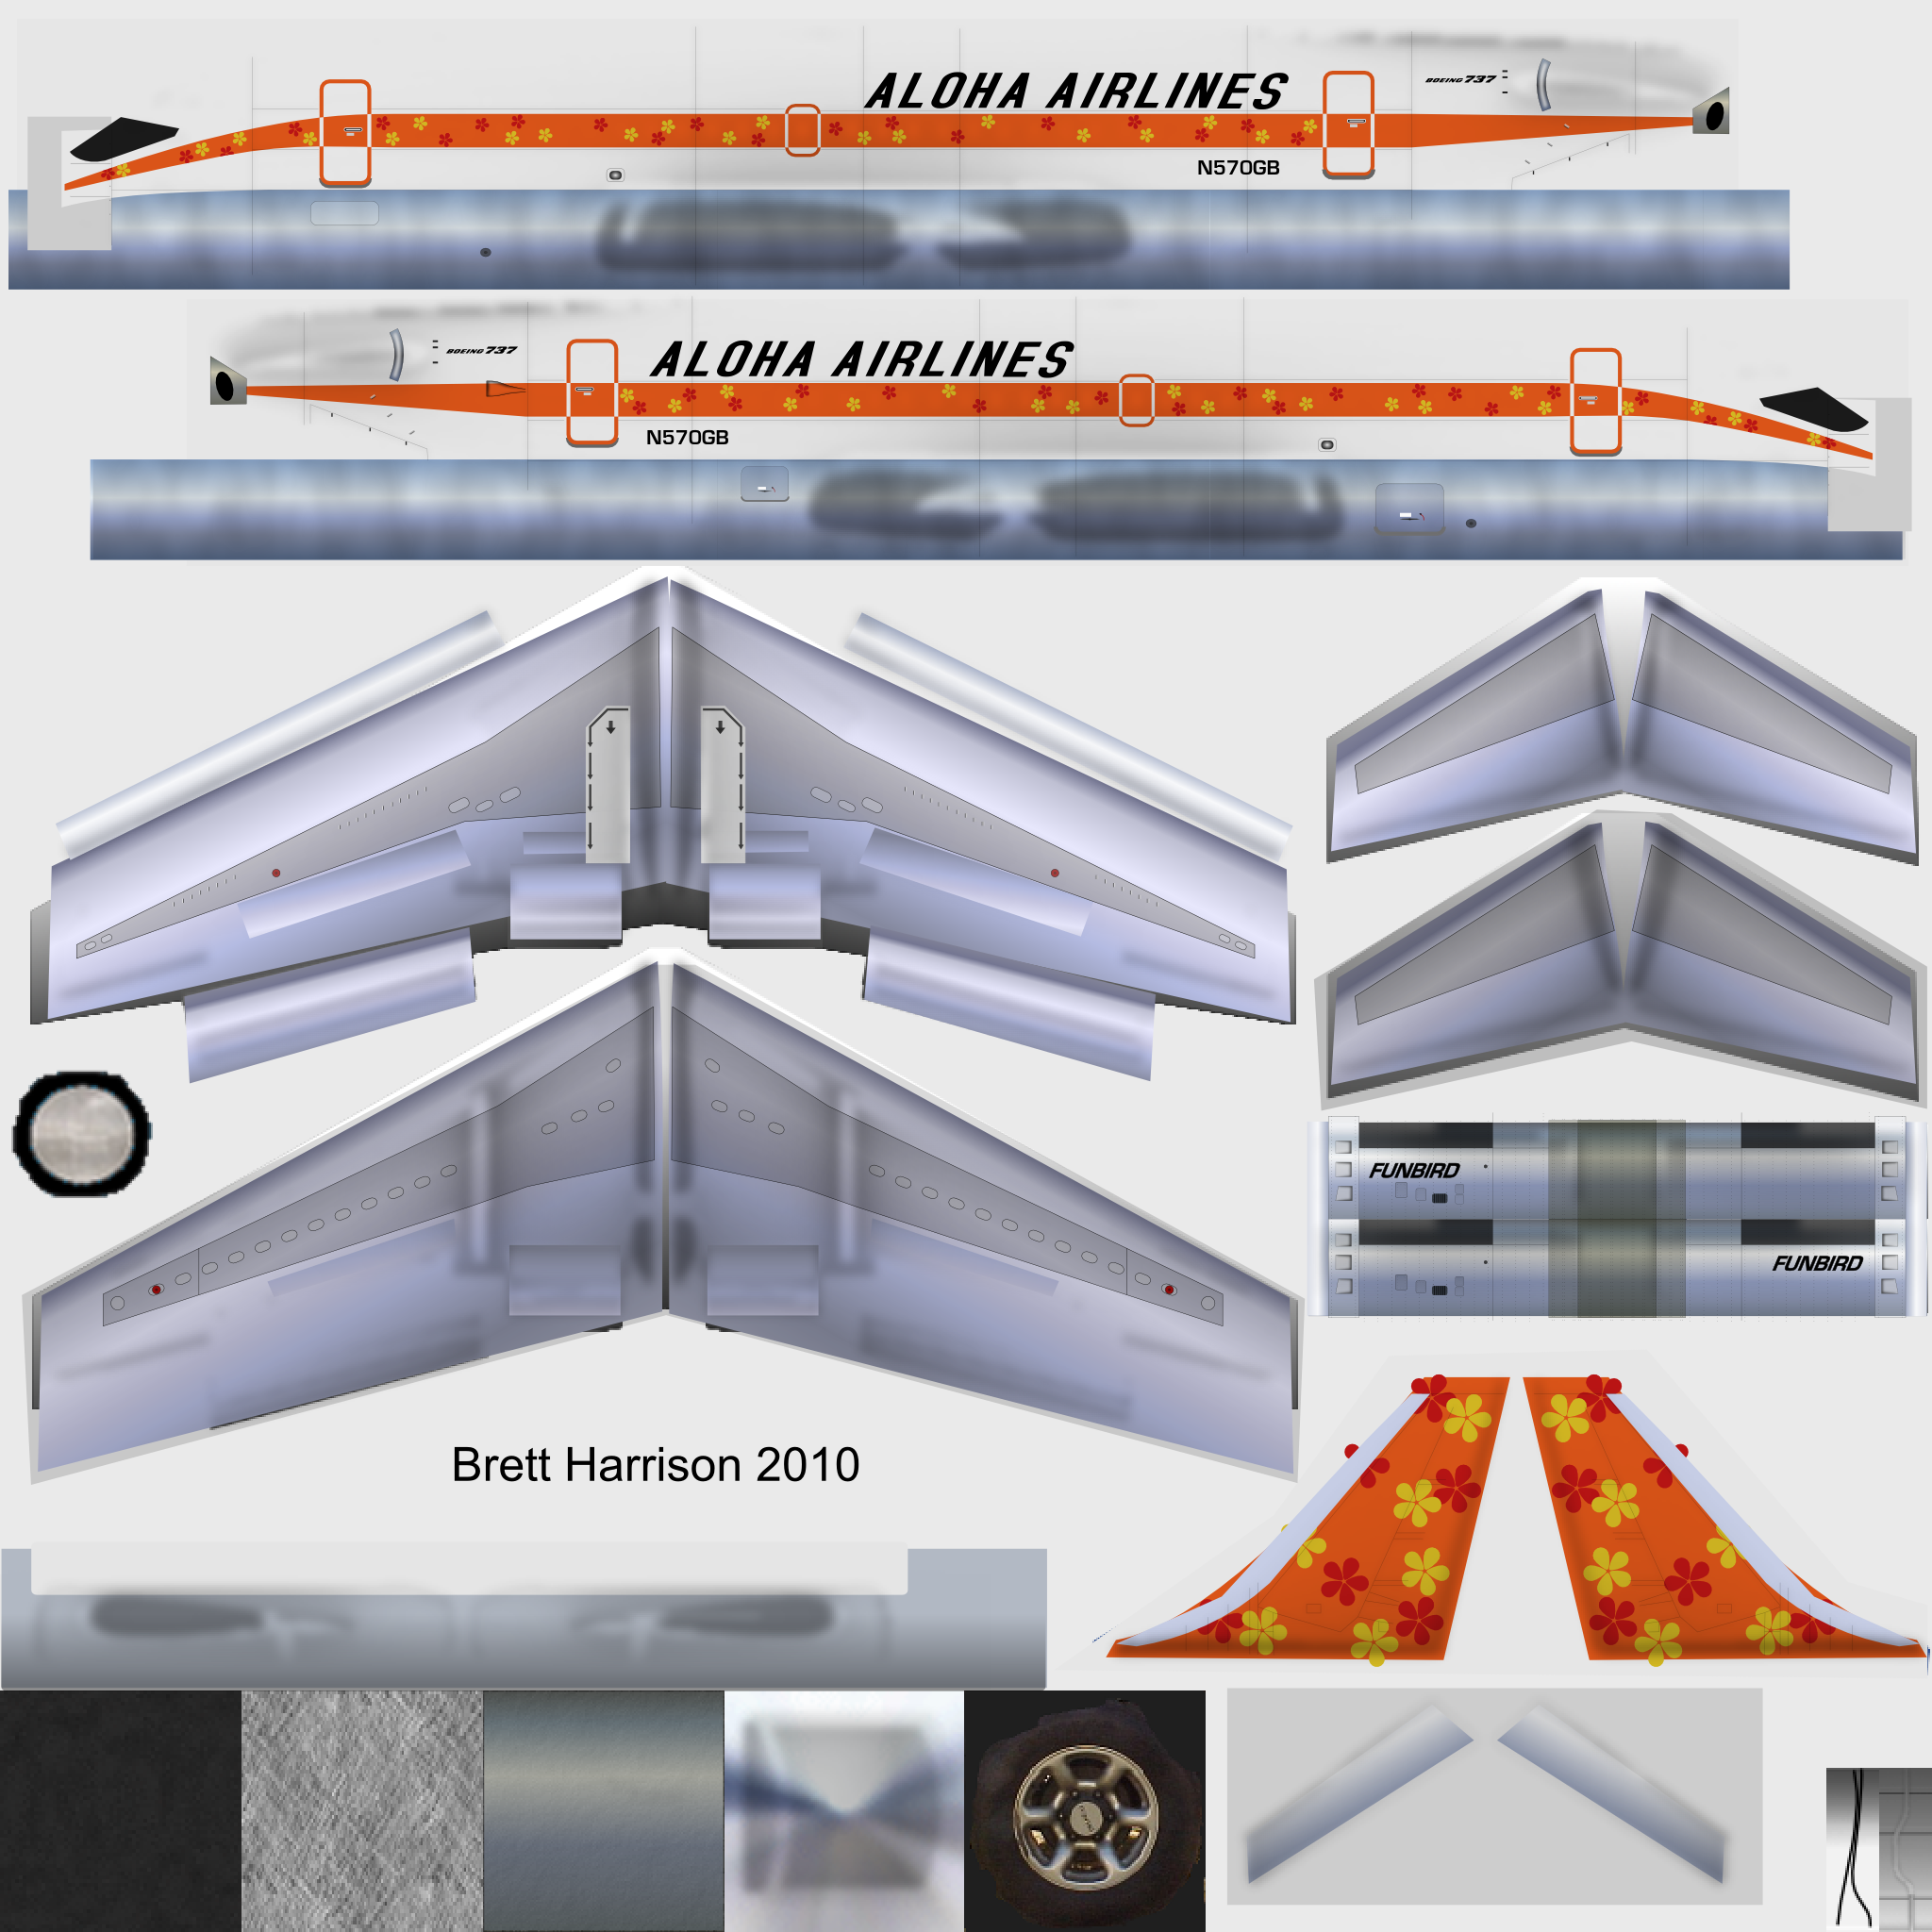 ALOHA AIRLINES
BOEING 737
N570GB
BOEING 737
ALOHA AIRLINES
N570GB
FUNBIRD
FUNBIRD
Brett Harrison 2010